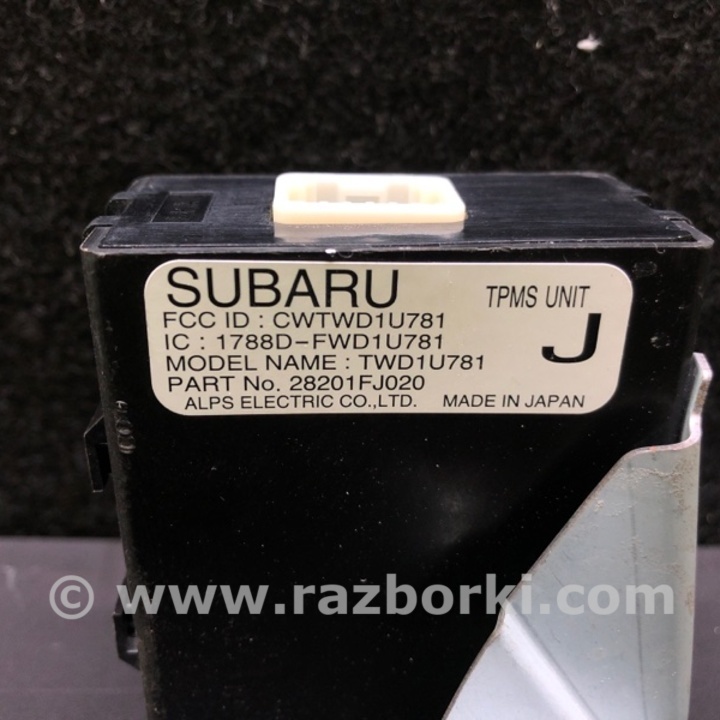 SUBARU TPMS UNIT
FCC ID : CWTWD1U781
IC : 1788D-FWD1U781
J
MODEL NAME : TWD1U781
PART No. 28201FJ020
ALPS ELECTRIC CO.,LTD. MADE IN JAPAN
© www.razborki.com